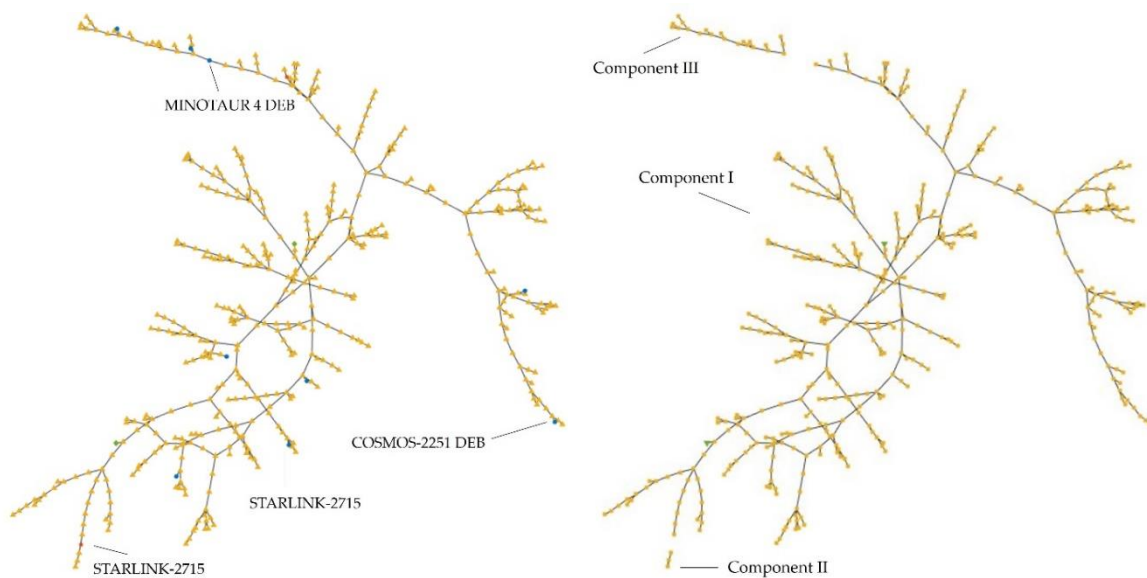 Component III
MINOTAUR 4 DEB
Component I
COSMOS-2251 DEB
STARLINK-2715
STARLINK-2715
Component II